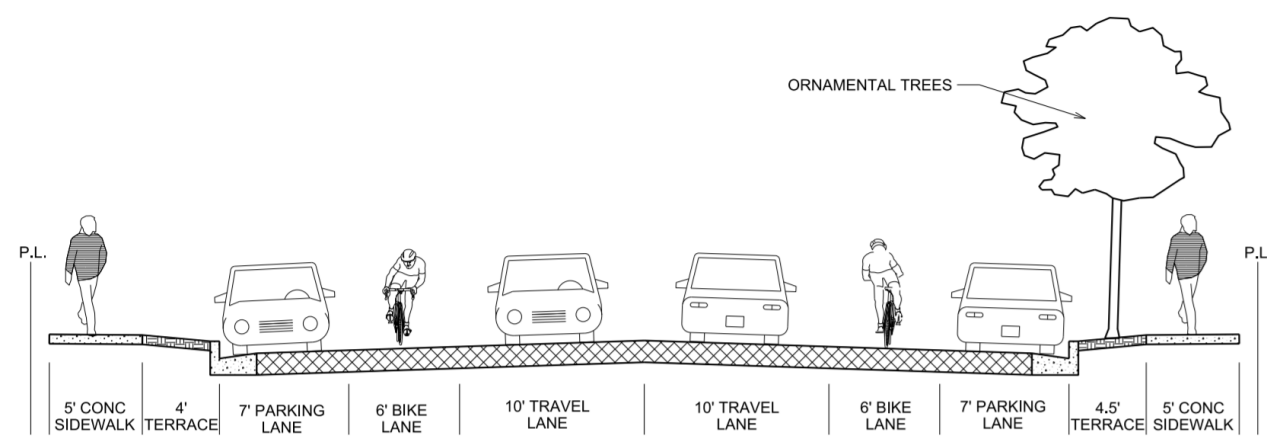 ORNAMENTAL TREES
P.L.
P.L
5' CONC
SIDEWALK
4'
TERRACE
7' PARKING
LANE
6' BIKE
LANE
10' TRAVEL
LANE
10' TRAVEL
LANE
6' BIKE
LANE
7' PARKING
LANE
4.5'
TERRACE
5' CONC
SIDEWALK